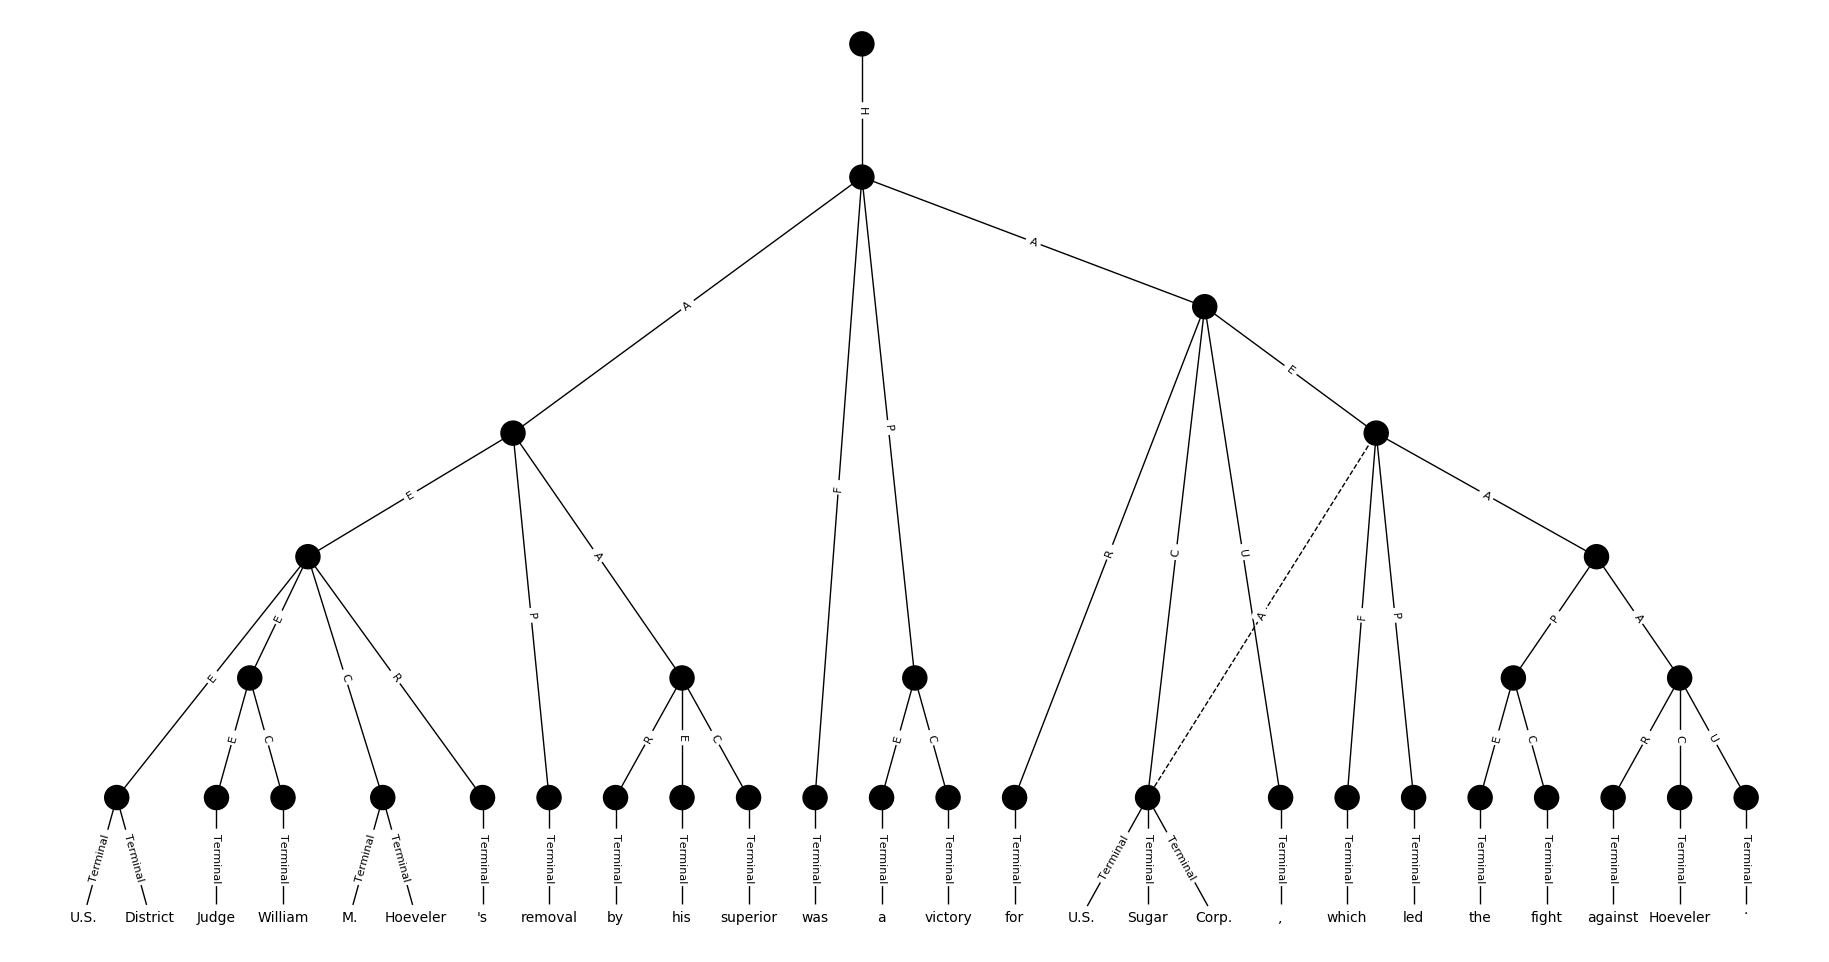 H
A
A
E
E
E
A
P
F
P
R
C
U
A
F
P
A
E
E
C
R
P
A
E
C
R
E
C
E
C
E
C
R
C
U
Terminal Terminal Terminal Terminal Terminal Terminal Terminal Terminal Terminal Terminal Terminal Terminal Terminal Terminal Terminal Terminal Terminal Terminal Terminal Terminal Terminal Terminal Terminal Terminal Terminal Terminal
U.S. District Judge William M. Hoeveler 's removal by his superior was a victory for U.S. Sugar Corp. , which led the fight against Hoeveler .